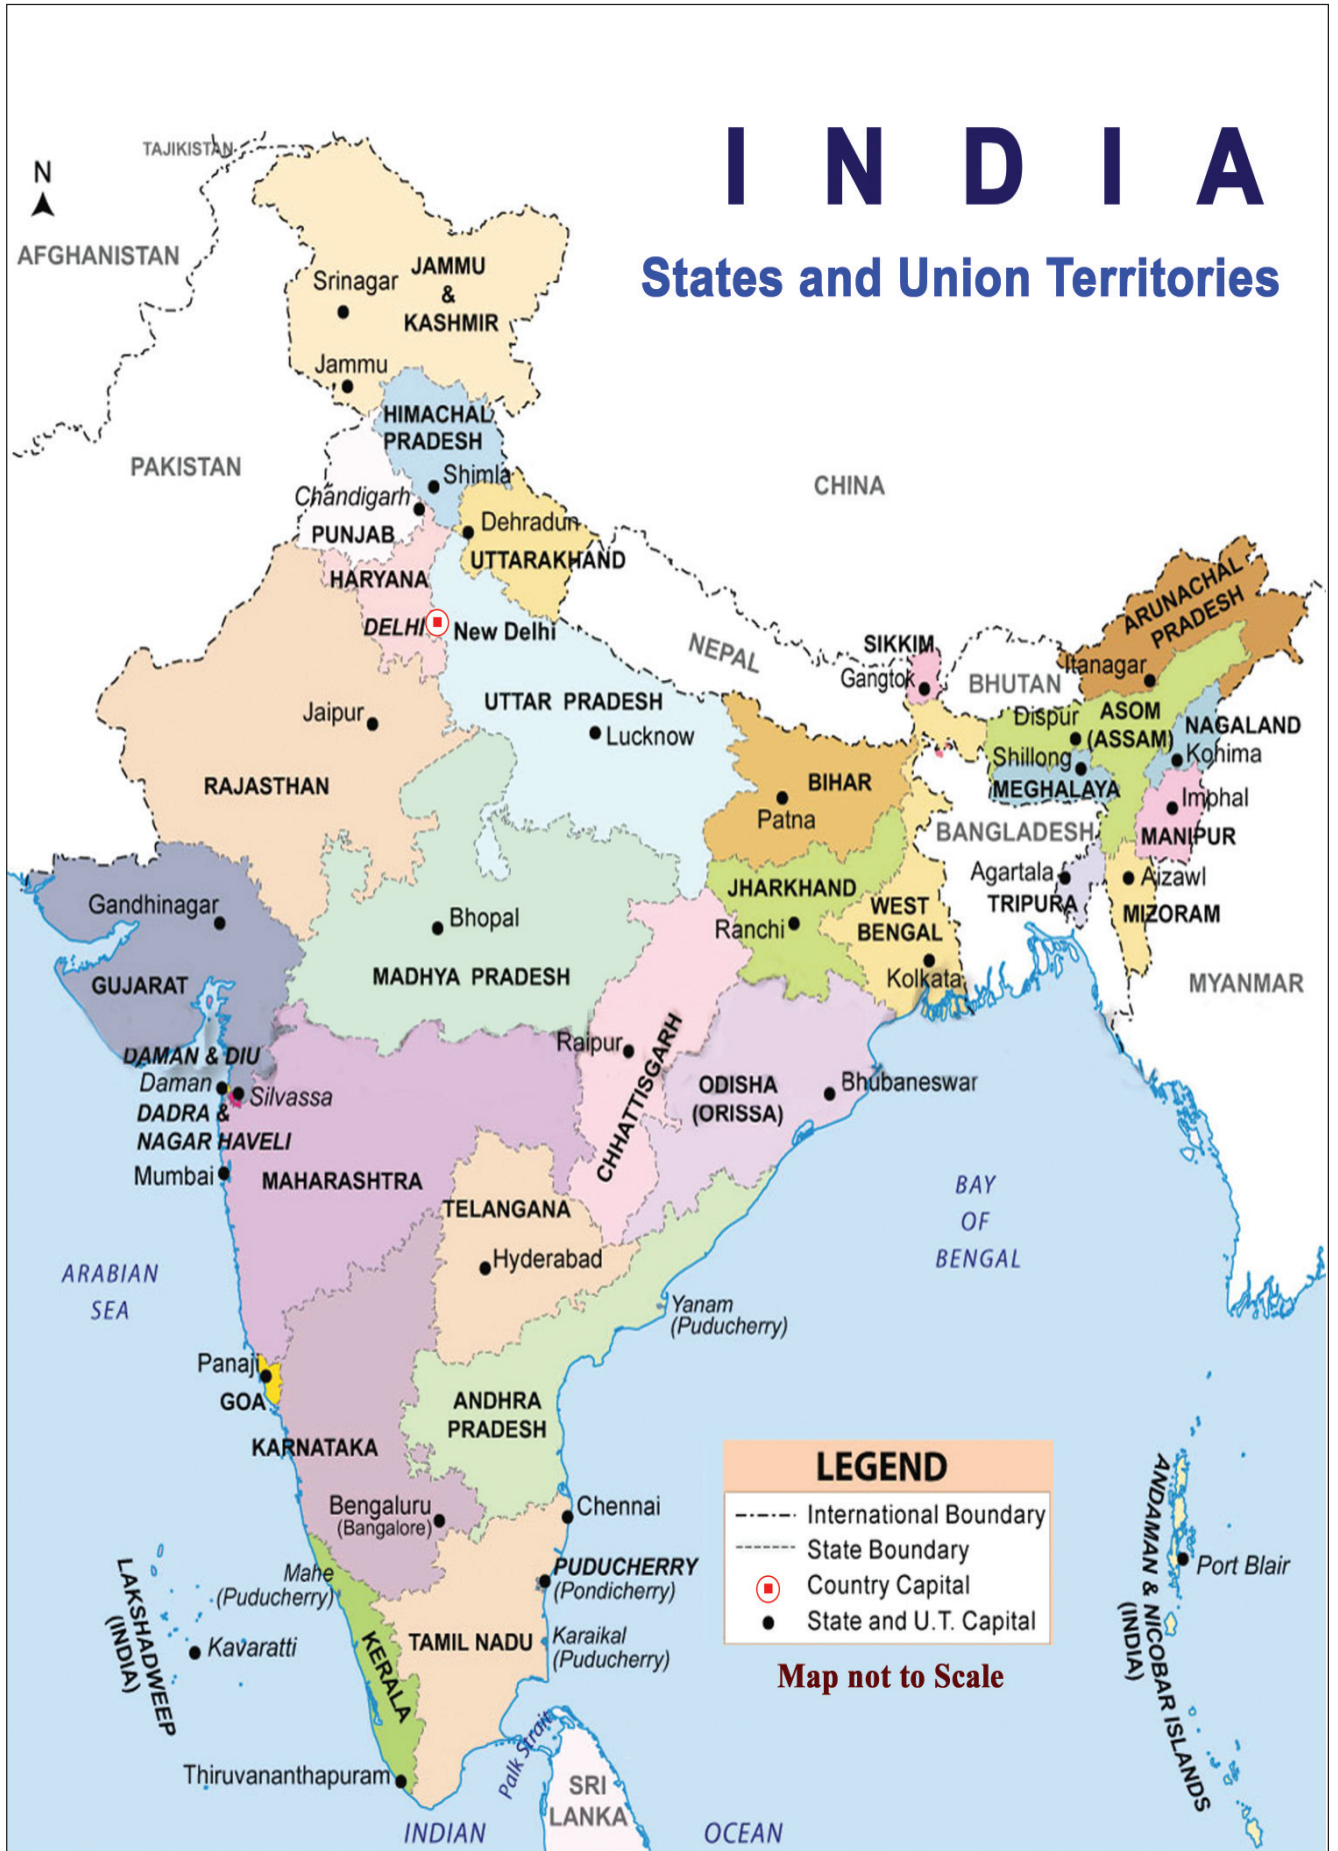 I N D I A
States and Union Territories
N
TAJIKISTAN
AFGHANISTAN
PAKISTAN
CHINA
NEPAL
BHUTAN
BANGLADESH
MYANMAR
SRI
LANKA
Srinagar
JAMMU
&
KASHMIR
Jammu
HIMACHAL
PRADESH
Shimla
Chandigarh
PUNJAB
Dehradun
UTTARAKHAND
HARYANA
DELHI
New Delhi
UTTAR PRADESH
Lucknow
Jaipur
RAJASTHAN
SIKKIM
Gangtok
ARUNACHAL
PRADESH
Itanagar
Dispur
ASOM
(ASSAM)
NAGALAND
Kohima
Shillong
MEGHALAYA
Imphal
MANIPUR
Agartala
TRIPURA
Aizawl
MIZORAM
BIHAR
Patna
JHARKHAND
Ranchi
WEST
BENGAL
Kolkata
Gandhinagar
GUJARAT
Bhopal
MADHYA PRADESH
Raipur
CHHATTISGARH
ODISHA
(ORISSA)
Bhubaneswar
DAMAN & DIU
Daman
Silvassa
DADRA &
NAGAR HAVELI
Mumbai
MAHARASHTRA
TELANGANA
Hyderabad
ARABIAN
SEA
BAY
OF
BENGAL
Yanam
(Puducherry)
Panaji
GOA
KARNATAKA
ANDHRA
PRADESH
Bengaluru
(Bangalore)
Chennai
PUDUCHERRY
(Pondicherry)
Mahe
(Puducherry)
KERALA
TAMIL NADU
Karaikal
(Puducherry)
LAKSHADWEEP
(INDIA)
Kavaratti
Thiruvananthapuram
Palk Strait
INDIAN OCEAN
ANDAMAN & NICOBAR ISLANDS
(INDIA)
Port Blair
LEGEND
International Boundary
State Boundary
Country Capital
State and U.T. Capital
Map not to Scale